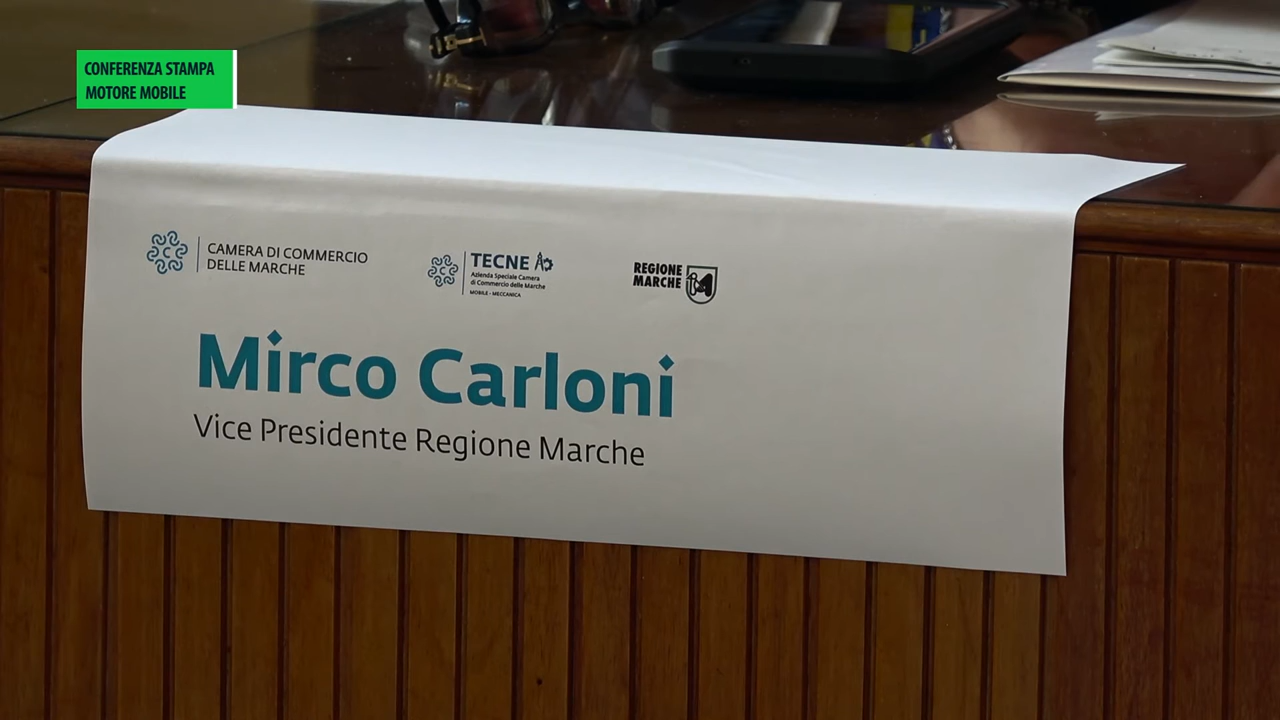 CONFERENZA STAMPA
MOTORE MOBILE
CAMERA DI COMMERCIO
DELLE MARCHE
TECNE
Azienda Speciale Camera
di Commercio delle Marche
MOBILE - MECCANICA
REGIONE
MARCHE
Mirco Carloni
Vice Presidente Regione Marche